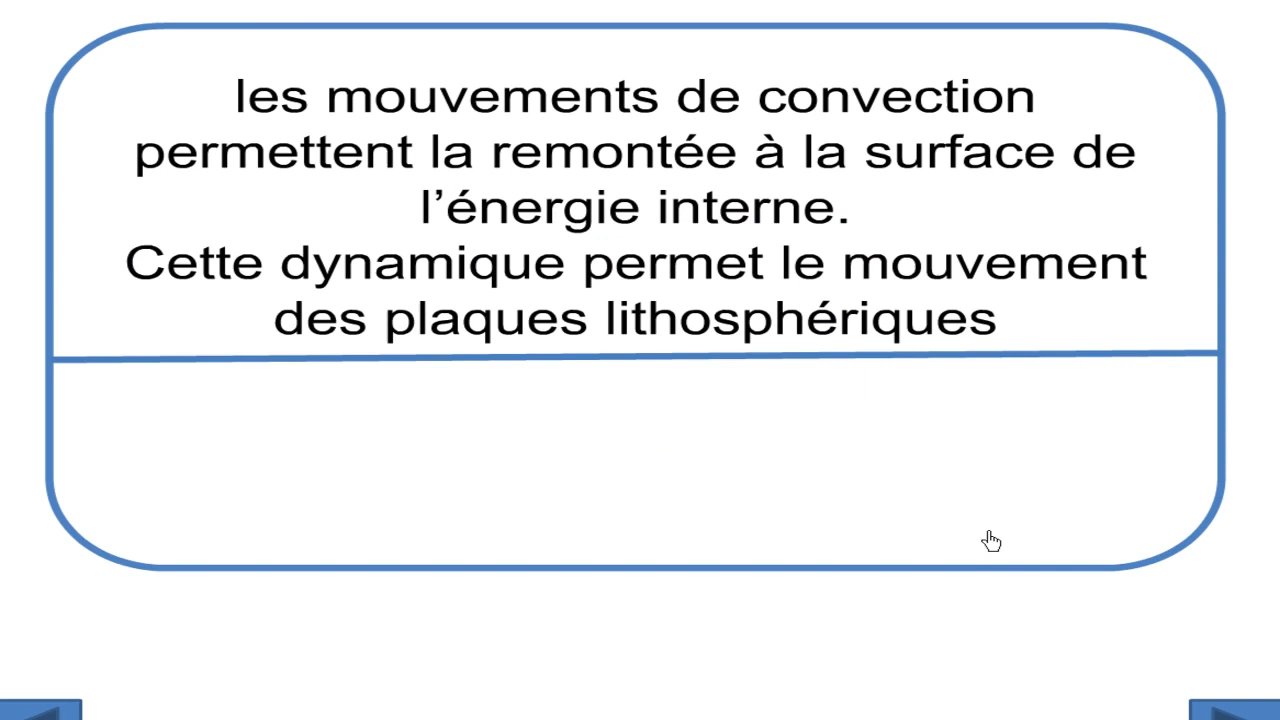 les mouvements de convection
permettent la remontée à la surface de
l’énergie interne.
Cette dynamique permet le mouvement
des plaques lithosphériques